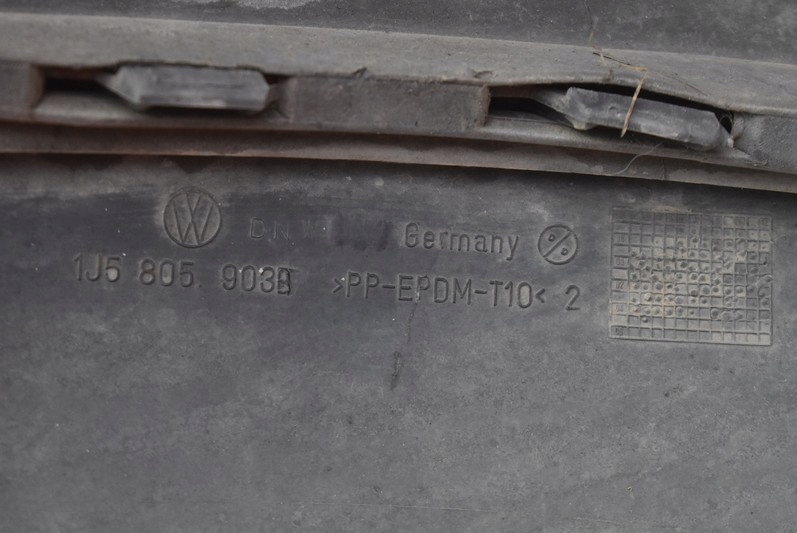 Germany
1J5 805 903B >PP-EPDM-T10< 2